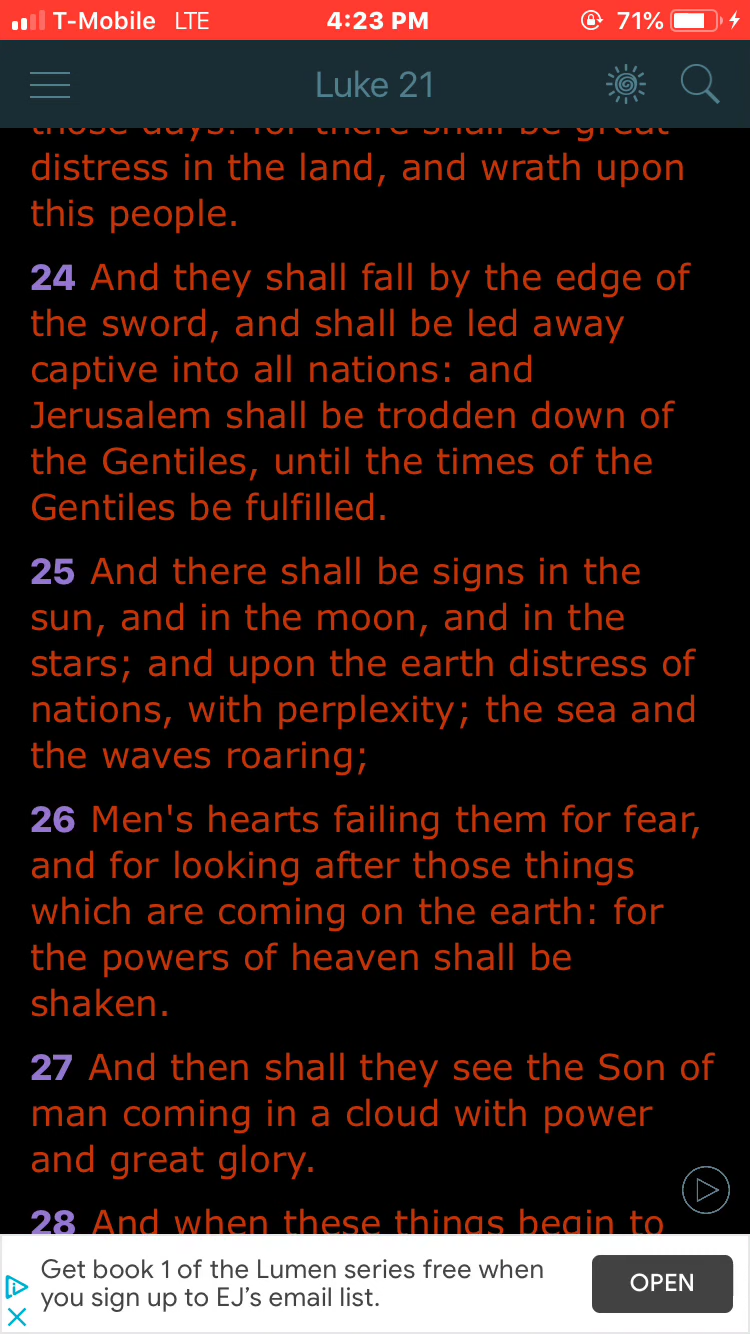 T-Mobile LTE 4:23 PM 71%
Luke 21
those days: for there shall be great
distress in the land, and wrath upon
this people.
24 And they shall fall by the edge of
the sword, and shall be led away
captive into all nations: and
Jerusalem shall be trodden down of
the Gentiles, until the times of the
Gentiles be fulfilled.
25 And there shall be signs in the
sun, and in the moon, and in the
stars; and upon the earth distress of
nations, with perplexity; the sea and
the waves roaring;
26 Men's hearts failing them for fear,
and for looking after those things
which are coming on the earth: for
the powers of heaven shall be
shaken.
27 And then shall they see the Son of
man coming in a cloud with power
and great glory.
28 And when these things begin to
Get book 1 of the Lumen series free when
you sign up to EJ’s email list.
OPEN